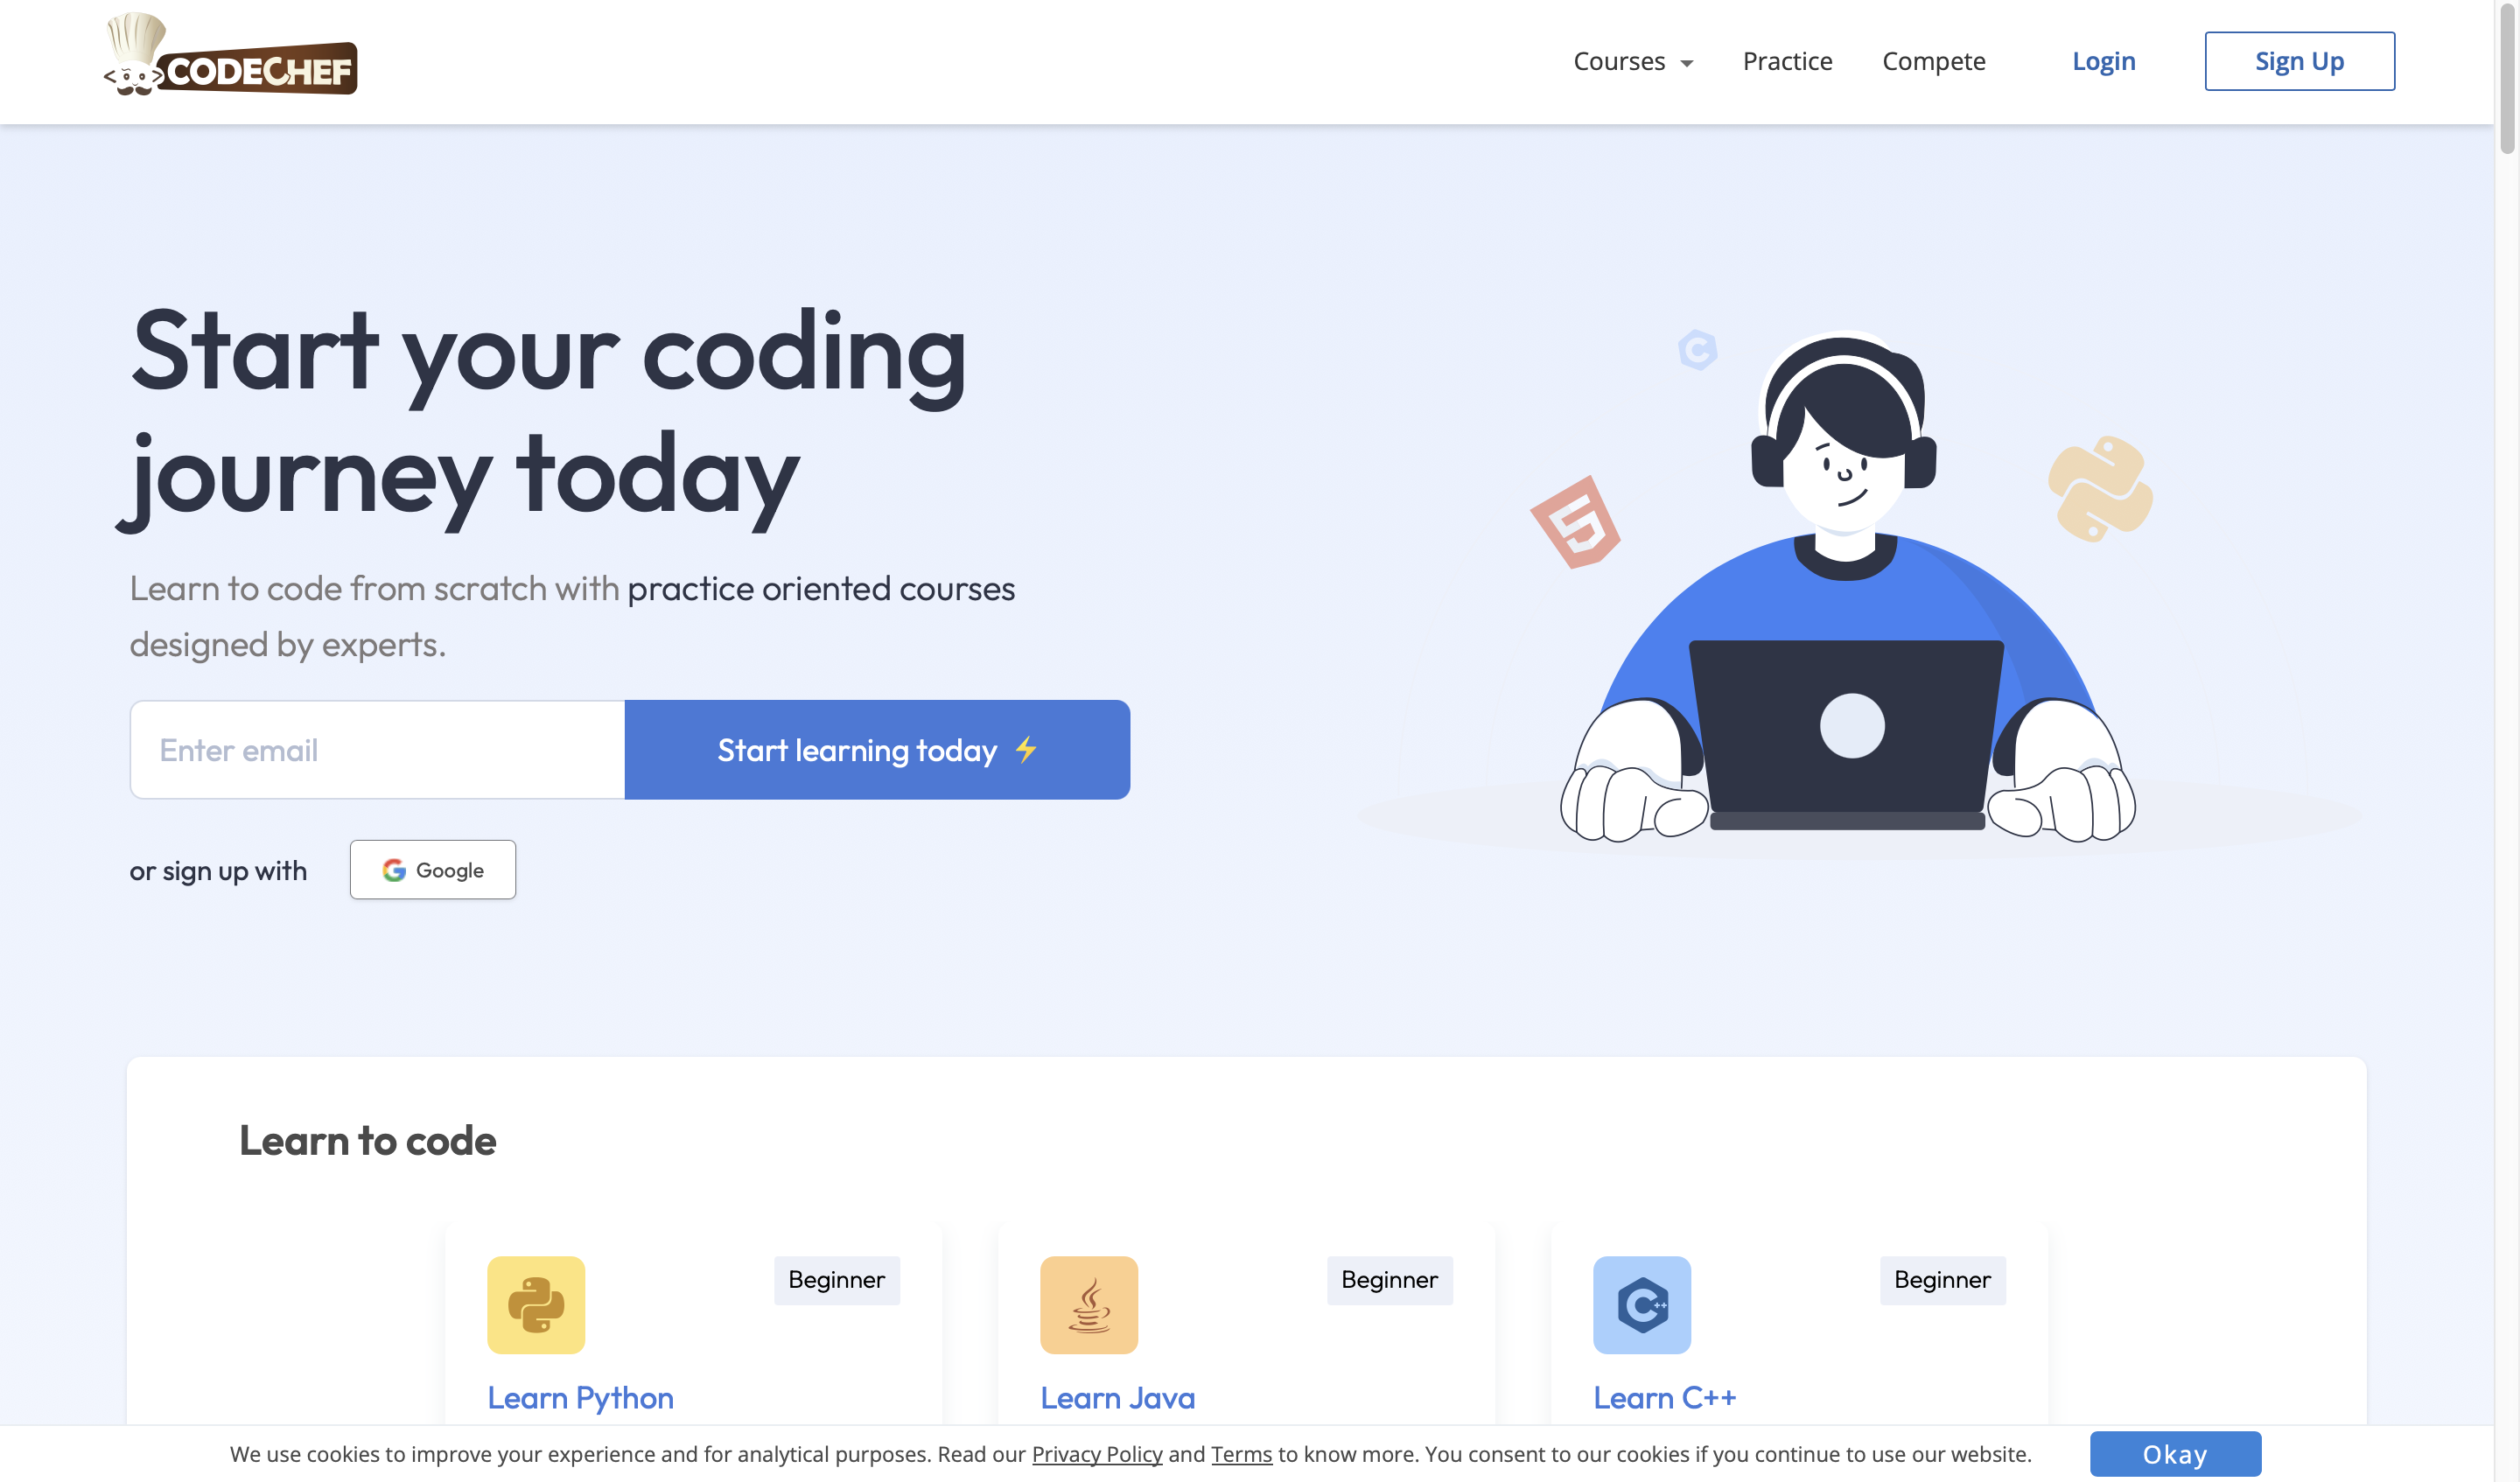 CODECHEF
Courses
Practice
Compete
Login
Sign Up
Start your coding
journey today
Learn to code from scratch with practice oriented courses
designed by experts.
Enter email
Start learning today ⚡
or sign up with
Google
Learn to code
Beginner
Beginner
Beginner
Learn Python
Learn Java
Learn C++
We use cookies to improve your experience and for analytical purposes. Read our Privacy Policy and Terms to know more. You consent to our cookies if you continue to use our website.
Okay